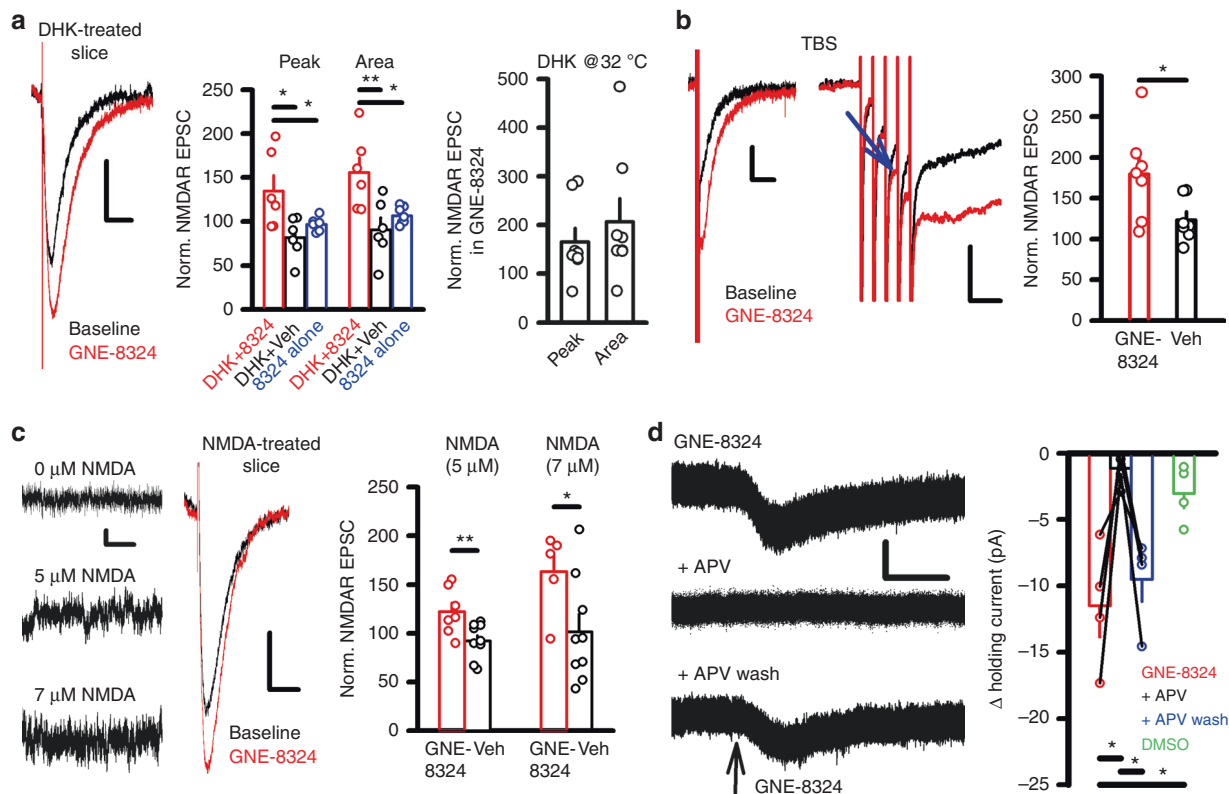 a
DHK-treated
slice
Baseline
GNE-8324
Peak
Area
**
*
*
*
*
Norm. NMDAR EPSC
250
200
150
100
50
0
DHK+8324
DHK+Veh
8324 alone
DHK+8324
DHK+Veh
8324 alone
DHK @32 °C
Norm. NMDAR EPSC
in GNE-8324
500
400
300
200
100
0
Peak
Area
b
TBS
Baseline
GNE-8324
*
Norm. NMDAR EPSC
300
250
200
150
100
50
0
GNE-
8324
Veh
c
0 µM NMDA
5 µM NMDA
7 µM NMDA
NMDA-treated
slice
Baseline
GNE-8324
NMDA
(5 µM)
NMDA
(7 µM)
**
*
Norm. NMDAR EPSC
250
200
150
100
50
0
GNE-
8324
Veh
GNE-
8324
Veh
d
GNE-8324
+ APV
+ APV wash
GNE-8324
Δ holding current (pA)
0
−5
−10
−15
−20
−25
GNE-8324
+ APV
+ APV wash
DMSO
*
*
*